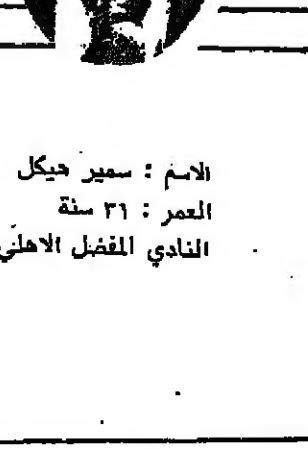 الاسم : سمير هيكل
العمر : ٣١ سنة
النادي المفضل الاهلي